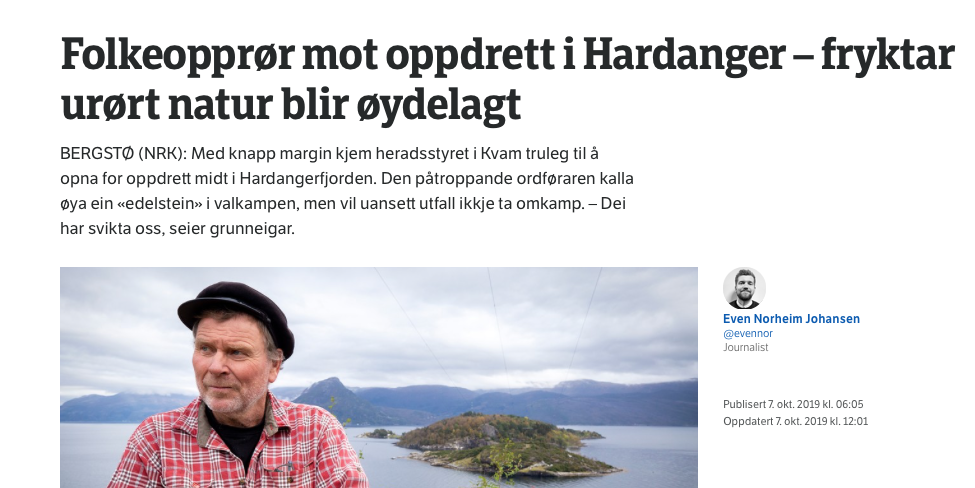 Folkeopprør mot oppdrett i Hardanger – fryktar
urørt natur blir øydelagt
BERGSTØ (NRK): Med knapp margin kjem heradsstyret i Kvam truleg til å
opna for oppdrett midt i Hardangerfjorden. Den påtroppande ordføraren kalla
øya ein «edelstein» i valkampen, men vil uansett utfall ikkje ta omkamp. – Dei
har svikta oss, seier grunneigar.
Even Norheim Johansen
@evennor
Journalist
Publisert 7. okt. 2019 kl. 06:05
Oppdatert 7. okt. 2019 kl. 12:01